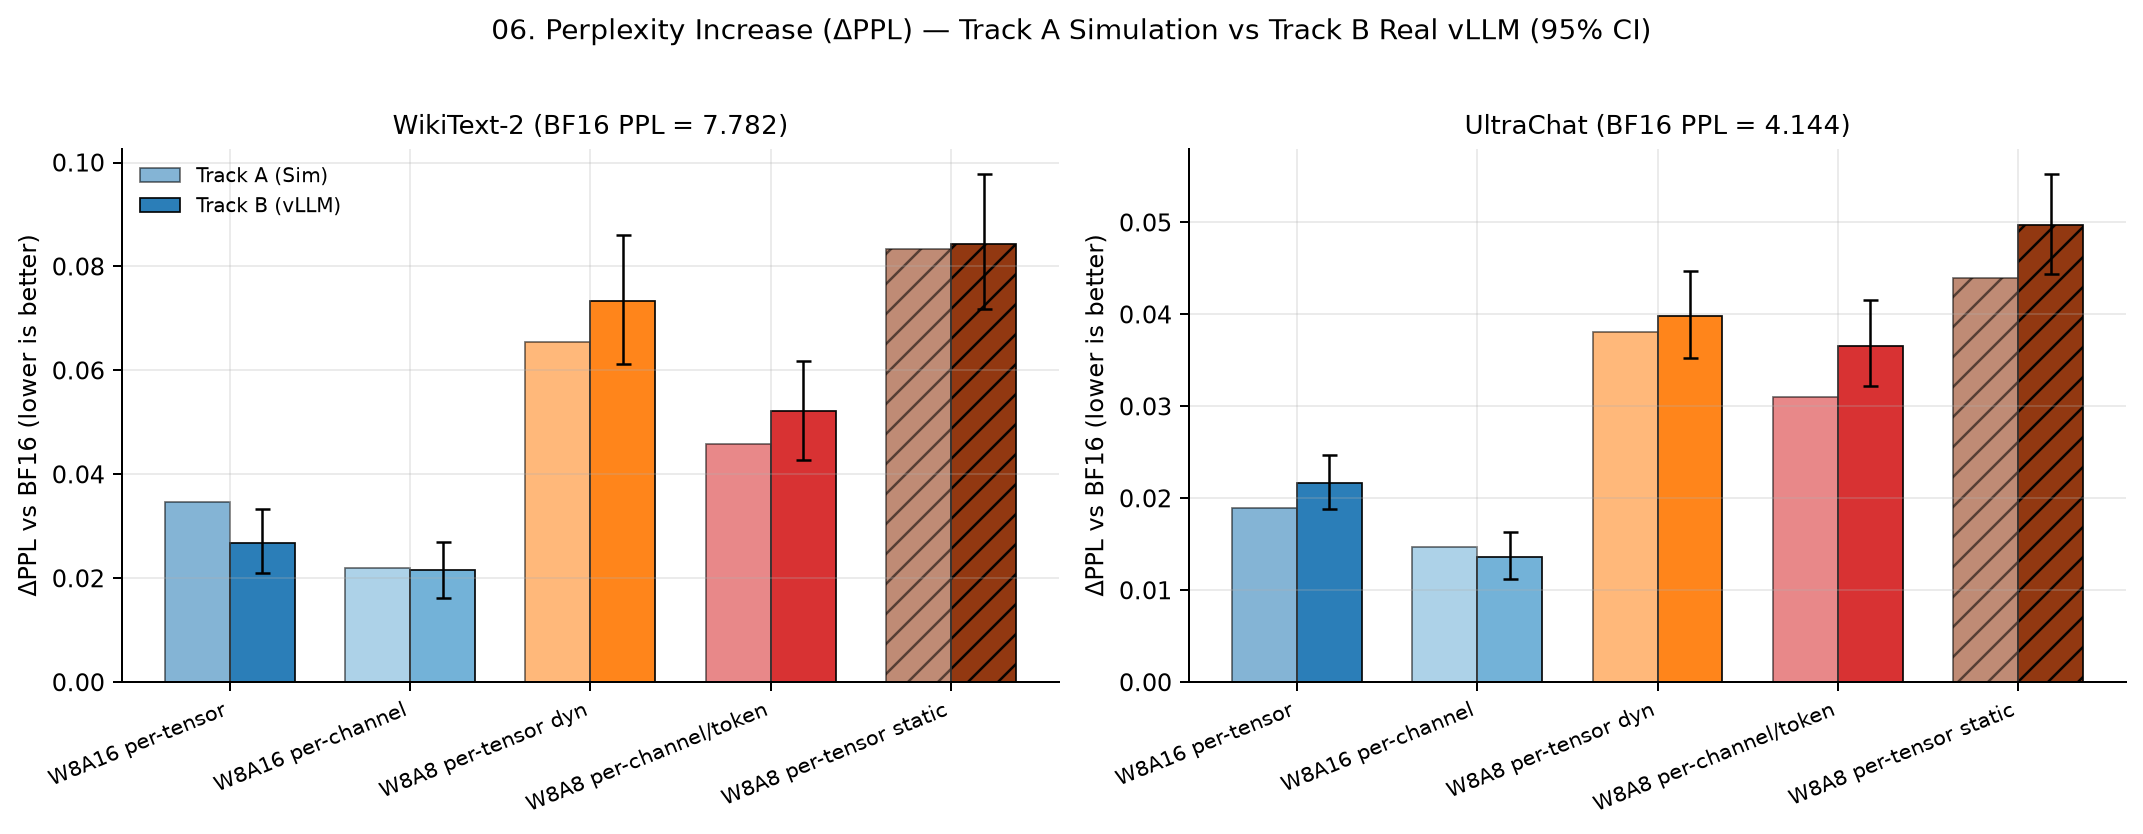 06. Perplexity Increase (ΔPPL) — Track A Simulation vs Track B Real vLLM (95% CI)
WikiText-2 (BF16 PPL = 7.782)
ΔPPL vs BF16 (lower is better)
0.10
0.08
0.06
0.04
0.02
0.00
Track A (Sim)
Track B (vLLM)
W8A16 per-tensor
W8A16 per-channel
W8A8 per-tensor dyn
W8A8 per-channel/token
W8A8 per-tensor static
UltraChat (BF16 PPL = 4.144)
ΔPPL vs BF16 (lower is better)
0.05
0.04
0.03
0.02
0.01
0.00
W8A16 per-tensor
W8A16 per-channel
W8A8 per-tensor dyn
W8A8 per-channel/token
W8A8 per-tensor static